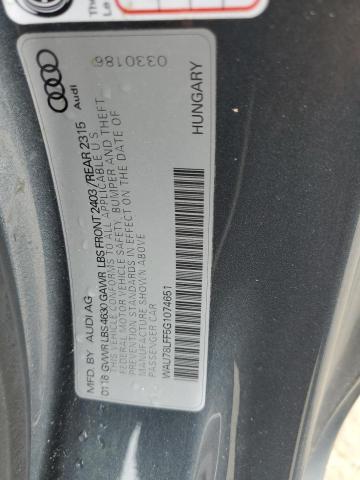 Audi
0330186
MFD. BY AUDI AG
01 18 GWWR LBS 4630 GAWR LBS FRONT 2403 / REAR 2315
THIS VEHICLE CONFORMS TO ALL APPLICABLE U.S.
FEDERAL MOTOR VEHICLE SAFETY, BUMPER AND THEFT
PREVENTION STANDARDS IN EFFECT ON THE DATE OF
MANUFACTURE SHOWN ABOVE
PASSENGER CAR
WAU78LFF5G1074651
HUNGARY